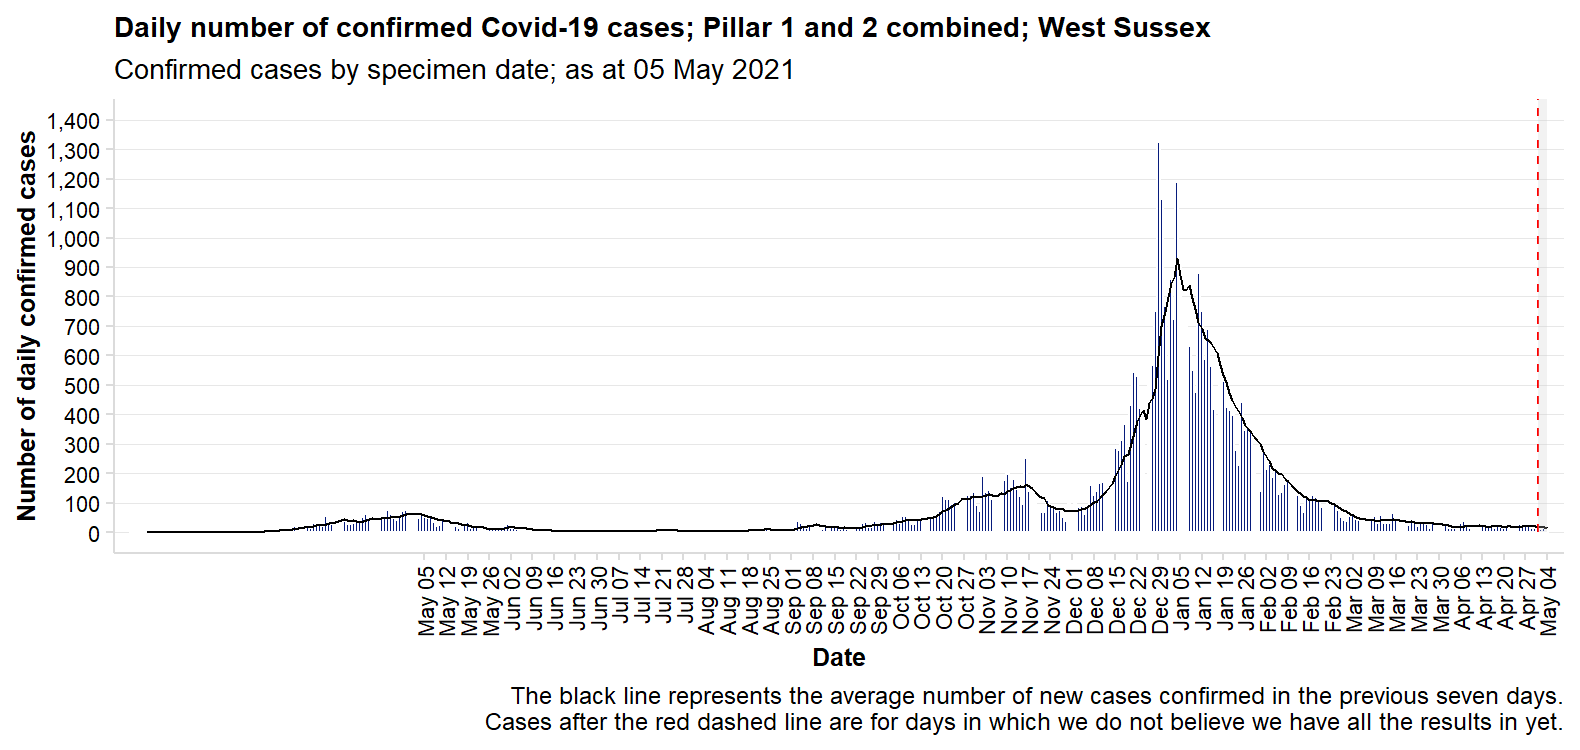 Daily number of confirmed Covid-19 cases; Pillar 1 and 2 combined; West Sussex
Confirmed cases by specimen date; as at 05 May 2021
Number of daily confirmed cases
1,400
1,300
1,200
1,100
1,000
900
800
700
600
500
400
300
200
100
0
May 05
May 12
May 19
May 26
Jun 02
Jun 09
Jun 16
Jun 23
Jun 30
Jul 07
Jul 14
Jul 21
Jul 28
Aug 04
Aug 11
Aug 18
Aug 25
Sep 01
Sep 08
Sep 15
Sep 22
Sep 29
Oct 06
Oct 13
Oct 20
Oct 27
Nov 03
Nov 10
Nov 17
Nov 24
Dec 01
Dec 08
Dec 15
Dec 22
Dec 29
Jan 05
Jan 12
Jan 19
Jan 26
Feb 02
Feb 09
Feb 16
Feb 23
Mar 02
Mar 09
Mar 16
Mar 23
Mar 30
Apr 06
Apr 13
Apr 20
Apr 27
May 04
Date
The black line represents the average number of new cases confirmed in the previous seven days.
Cases after the red dashed line are for days in which we do not believe we have all the results in yet.